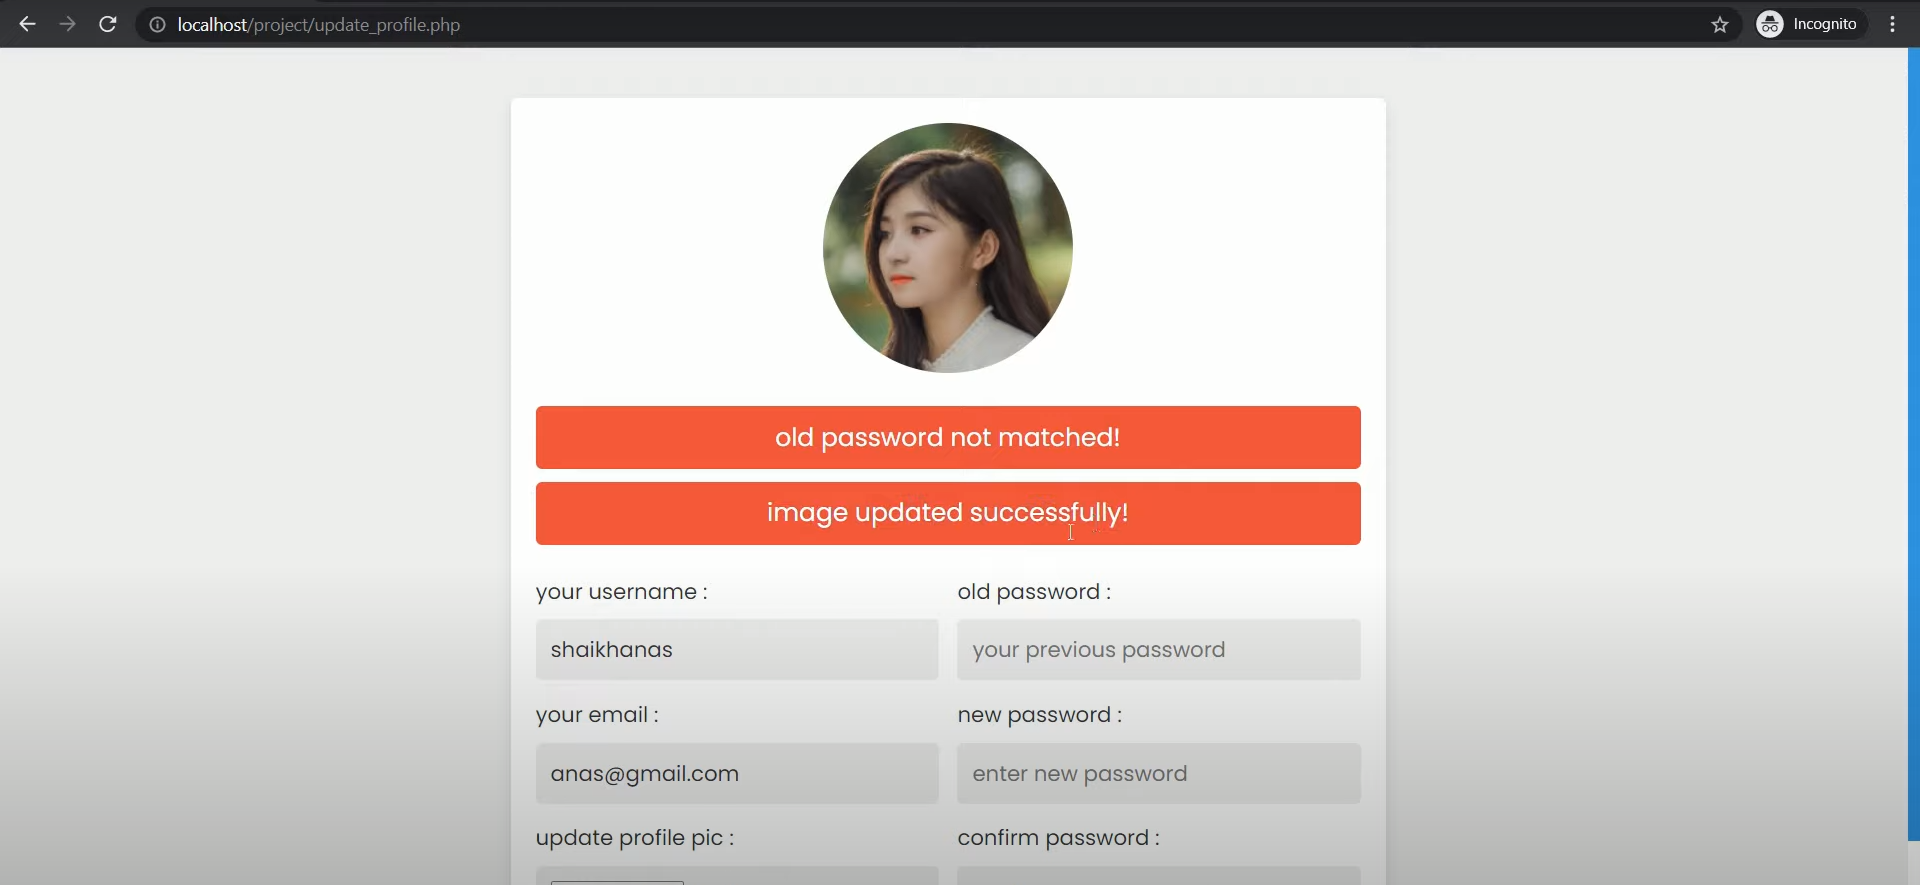 localhost/project/update_profile.php
Incognito
old password not matched!
image updated successfully!
your username :
old password :
shaikhanas
your previous password
your email :
new password :
anas@gmail.com
enter new password
update profile pic :
confirm password :